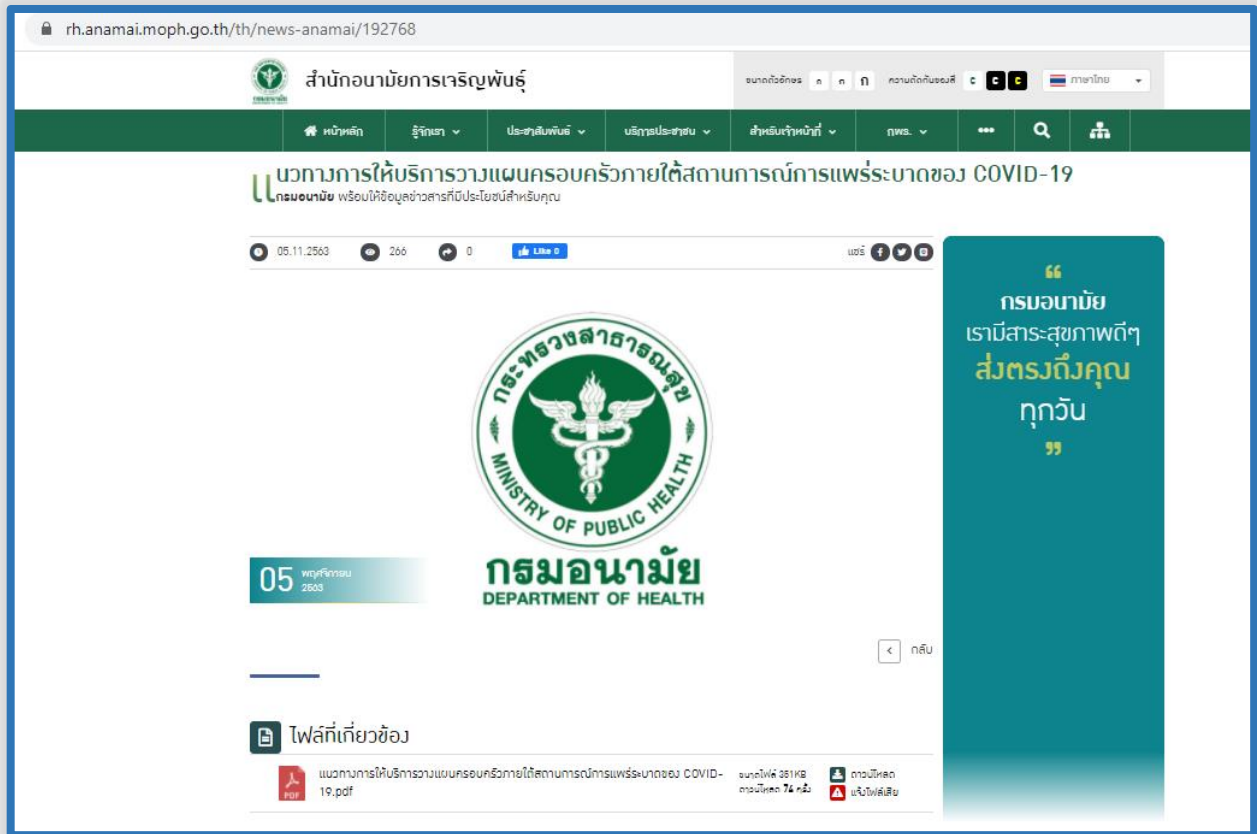 rh.anamai.moph.go.th/th/news-anamai/192768
สำนักอนามัยการเจริญพันธุ์
ขนาดตัวอักษร ก ก ก ความตัดกันของสี C C C ภาษาไทย
หน้าหลัก รู้จักเรา ประชาสัมพันธ์ บริการประชาชน สำหรับเจ้าหน้าที่ กพร. •••
แนวทางการให้บริการวางแผนครอบครัวภายใต้สถานการณ์การแพร่ระบาดของ COVID-19
กรมอนามัย พร้อมให้ข้อมูลข่าวสารที่มีประโยชน์สำหรับคุณ
05.11.2563 266 0 Like 0 แชร์
“
กรมอนามัย
เรามีสาระสุขภาพดีๆ
ส่งตรงถึงคุณ
ทุกวัน
”
กระทรวงสาธารณสุข
MINISTRY OF PUBLIC HEALTH
กรมอนามัย
DEPARTMENT OF HEALTH
05 พฤศจิกายน
2563
< กลับ
ไฟล์ที่เกี่ยวข้อง
PDF
แนวทางการให้บริการวางแผนครอบครัวภายใต้สถานการณ์การแพร่ระบาดของ COVID-
19.pdf
ขนาดไฟล์ 351KB
ดาวน์โหลด 74 ครั้ง
ดาวน์โหลด
แจ้งไฟล์เสีย